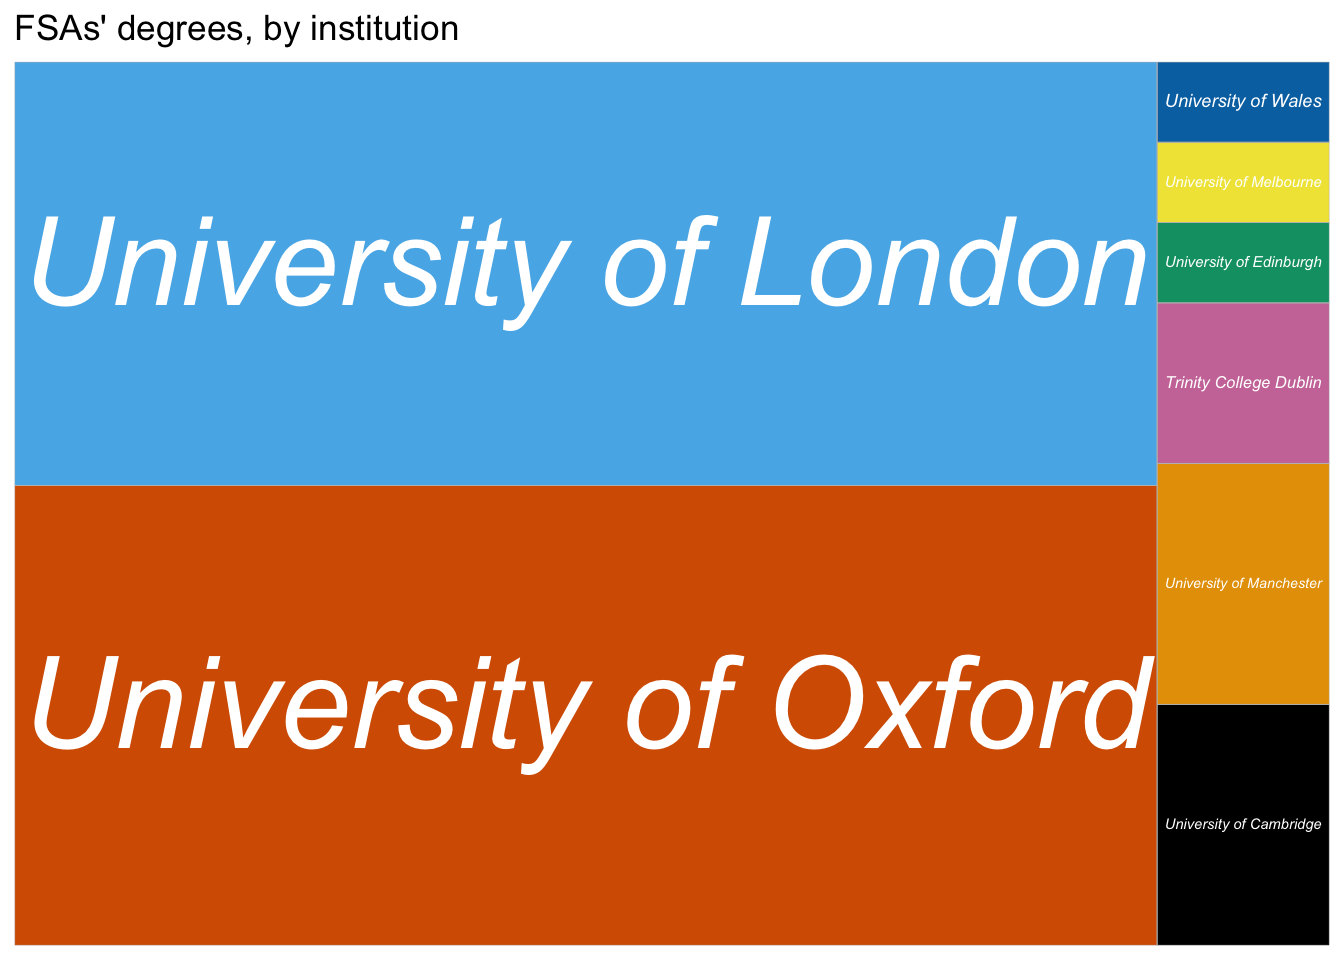 FSAs' degrees, by institution
University of London
University of Oxford
University of Wales
University of Melbourne
University of Edinburgh
Trinity College Dublin
University of Manchester
University of Cambridge